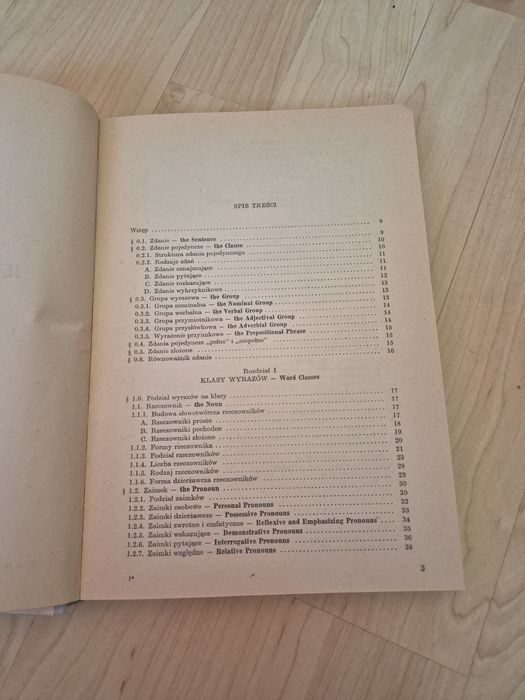 SPIS TREŚCI
Wstęp 9
§ 0.1. Zdanie — the Sentence 9
§ 0.2. Zdanie pojedyncze — the Clause 10
0.2.1. Struktura zdania pojedynczego 10
0.2.2. Rodzaje zdań 11
A. Zdanie oznajmujące 11
B. Zdanie pytające 11
C. Zdanie rozkazujące 12
D. Zdanie wykrzyknikowe 13
§ 0.3. Grupa wyrazowa — the Group 13
0.3.1. Grupa nominalna — the Nominal Group 13
0.3.2. Grupa werbalna — the Verbal Group 14
0.3.3. Grupa przymiotnikowa — the Adjectival Group 14
0.3.4. Grupa przysłówkowa — the Adverbial Group 14
0.3.5. Wyrażenie przyimkowe — the Prepositional Phrase 15
§ 0.4. Zdania pojedyncze „pełne" i „niepełne" 15
§ 0.5. Zdanie złożone 15
§ 0.6. Równoważnik zdania 16
Rozdział I
KLASY WYRAZÓW — Word Classes
§ 1.0. Podział wyrazów na klasy 17
1.1. Rzeczownik — the Noun 17
1.1.1. Budowa słowotwórcza rzeczowników 17
A. Rzeczowniki proste 17
B. Rzeczowniki pochodne 18
C. Rzeczowniki złożone 19
1.1.2. Formy rzeczownika 20
1.1.3. Podział rzeczowników 21
1.1.4. Liczba rzeczowników 23
1.1.5. Rodzaj rzeczowników 28
1.1.6. Forma dzierżawcza rzeczowników 29
§ 1.2. Zaimek — the Pronoun 30
1.2.1. Podział zaimków 30
1.2.2. Zaimki osobowe — Personal Pronouns 32
1.2.3. Zaimki dzierżawcze — Possessive Pronouns 33
1.2.4. Zaimki zwrotne i emfatyczne — Reflexive and Emphasizing Pronouns 34
1.2.5. Zaimki wskazujące — Demonstrative Pronouns 35
1.2.6. Zaimki pytające — Interrogative Pronouns 36
1.2.7. Zaimki względne — Relative Pronouns 38
1*
3